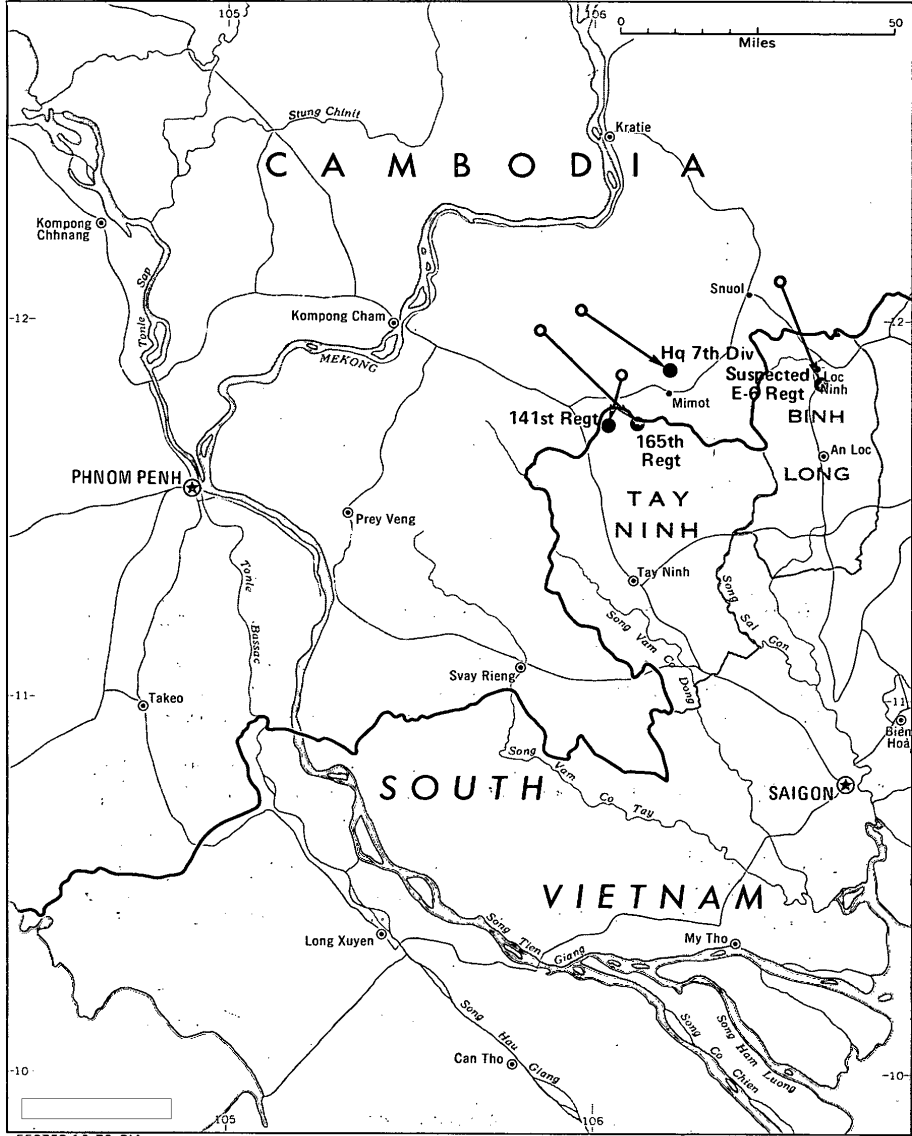 105
106
0
50
Miles
Stung Chinit
Kratie
CAMBODIA
Kompong
Chhnang
Tonle Sap
Snuol
12
Kompong Cham
12
MEKONG
Hq 7th Div
Suspected
E-6 Regt
Loc
Ninh
Mimot
BINH
141st Regt
165th
Regt
An Loc
LONG
PHNOM PENH
TAY
NINH
Prey Veng
Tonle Bassac
Tay Ninh
Song Sai Gon
Song Vam Co Dong
Svay Rieng
Takeo
11
11
Bien
Hoa
Song Vam Co Tay
SOUTH
SAIGON
VIETNAM
Long Xuyen
Song Tien Giang
My Tho
Song Hau Giang
Song Ham Luong
Song Co Chien
Can Tho
10
10
105
106